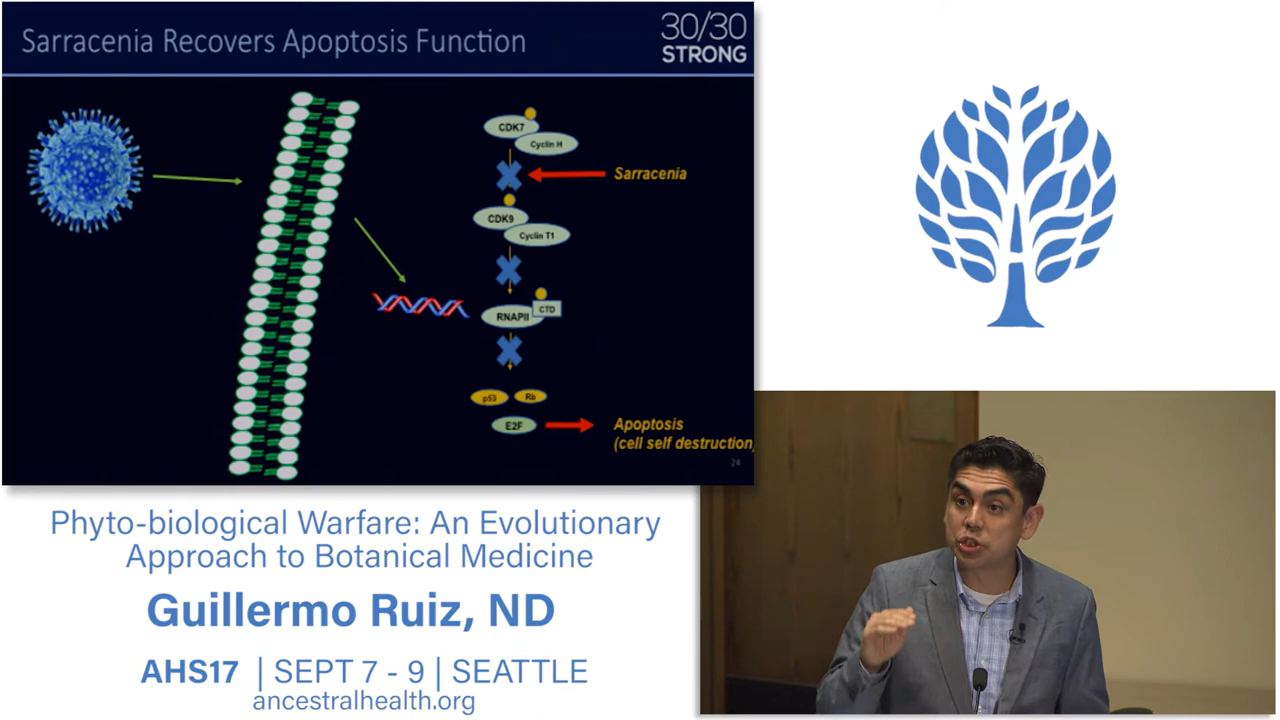 Sarracenia Recovers Apoptosis Function
30/30
STRONG
CDK7
Cyclin H
Sarracenia
CDK9
Cyclin T1
RNAPII
CTD
p53
Rb
E2F
Apoptosis
(cell self destruction)
24
Phyto-biological Warfare: An Evolutionary
Approach to Botanical Medicine
Guillermo Ruiz, ND
AHS17 | SEPT 7 - 9 | SEATTLE
ancestralhealth.org